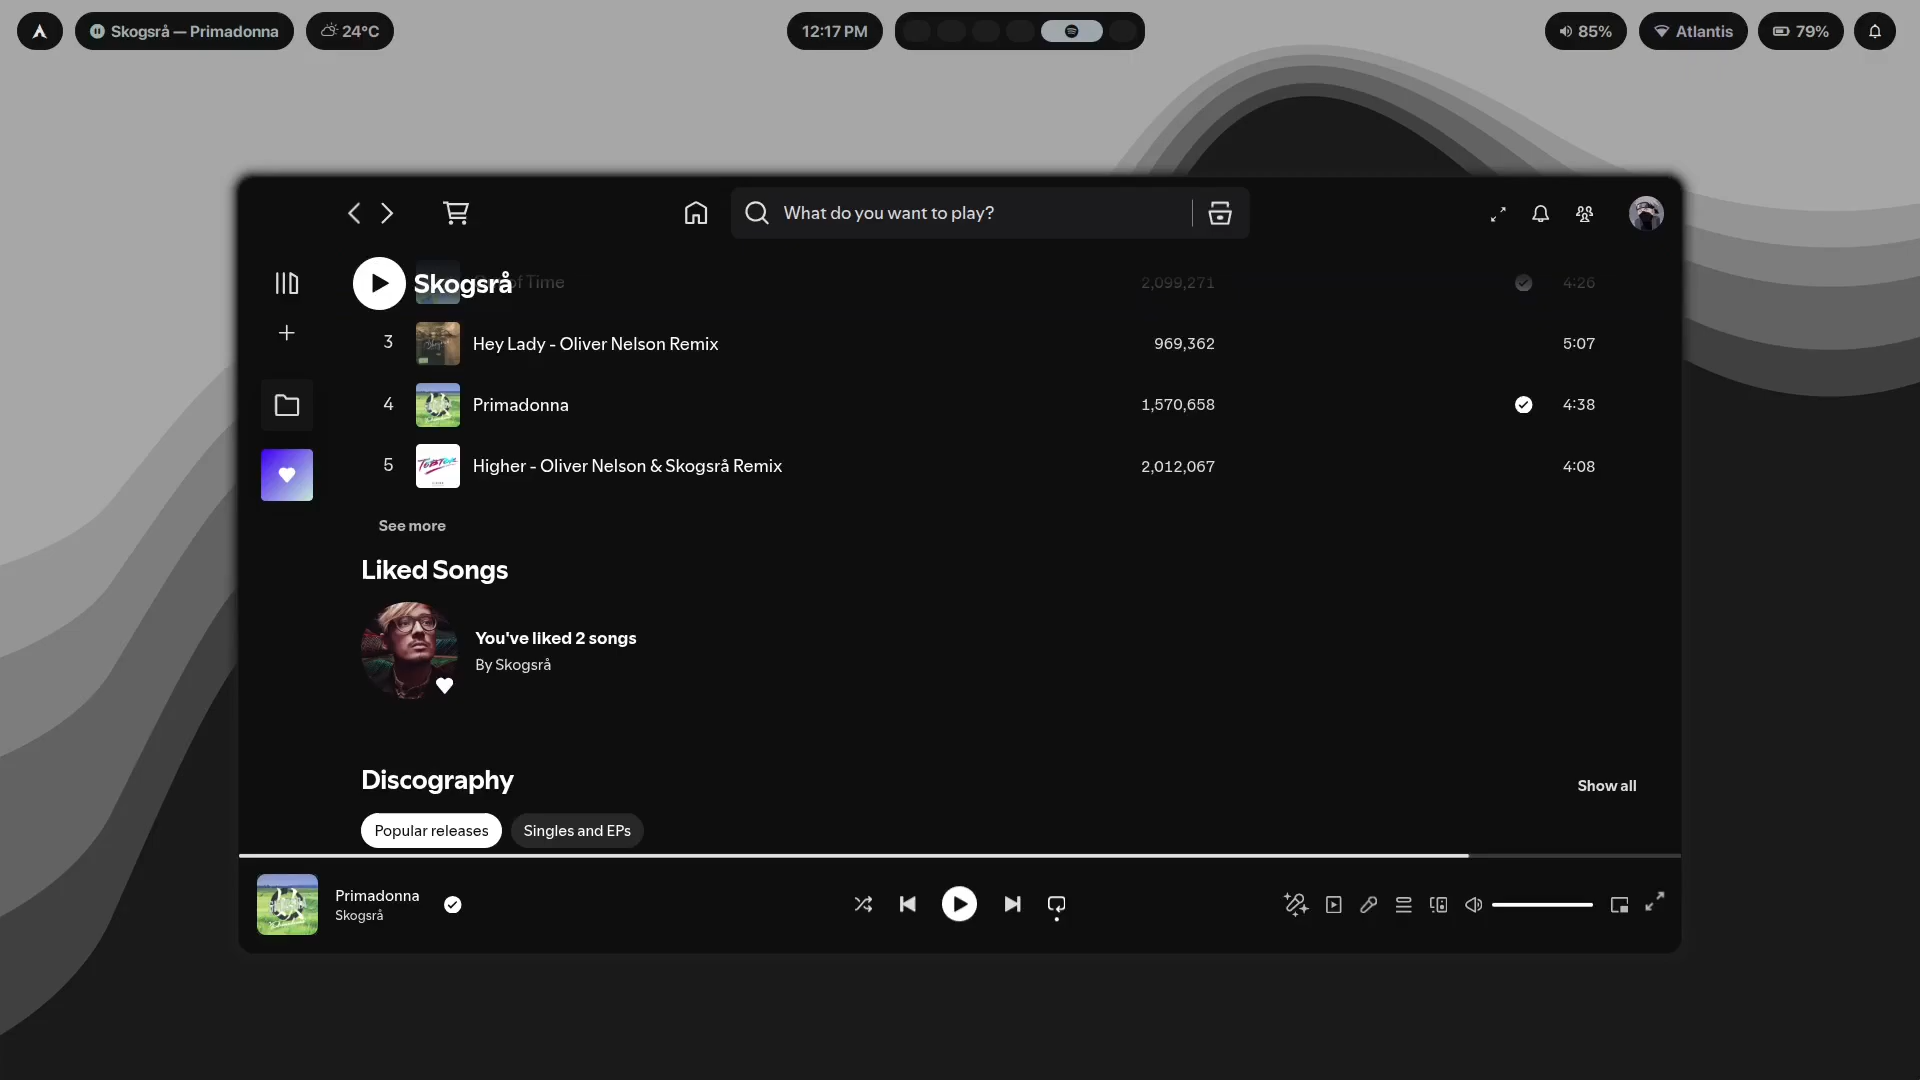 Skogsrå — Primadonna
24°C
12:17 PM
85%
Atlantis
79%
What do you want to play?
Skogsrå
of Time
2,099,271
4:26
3
Hey Lady - Oliver Nelson Remix
969,362
5:07
4
Primadonna
1,570,658
4:38
5
Higher - Oliver Nelson & Skogsrå Remix
2,012,067
4:08
See more
Liked Songs
You've liked 2 songs
By Skogsrå
Discography
Show all
Popular releases
Singles and EPs
Primadonna
Skogsrå